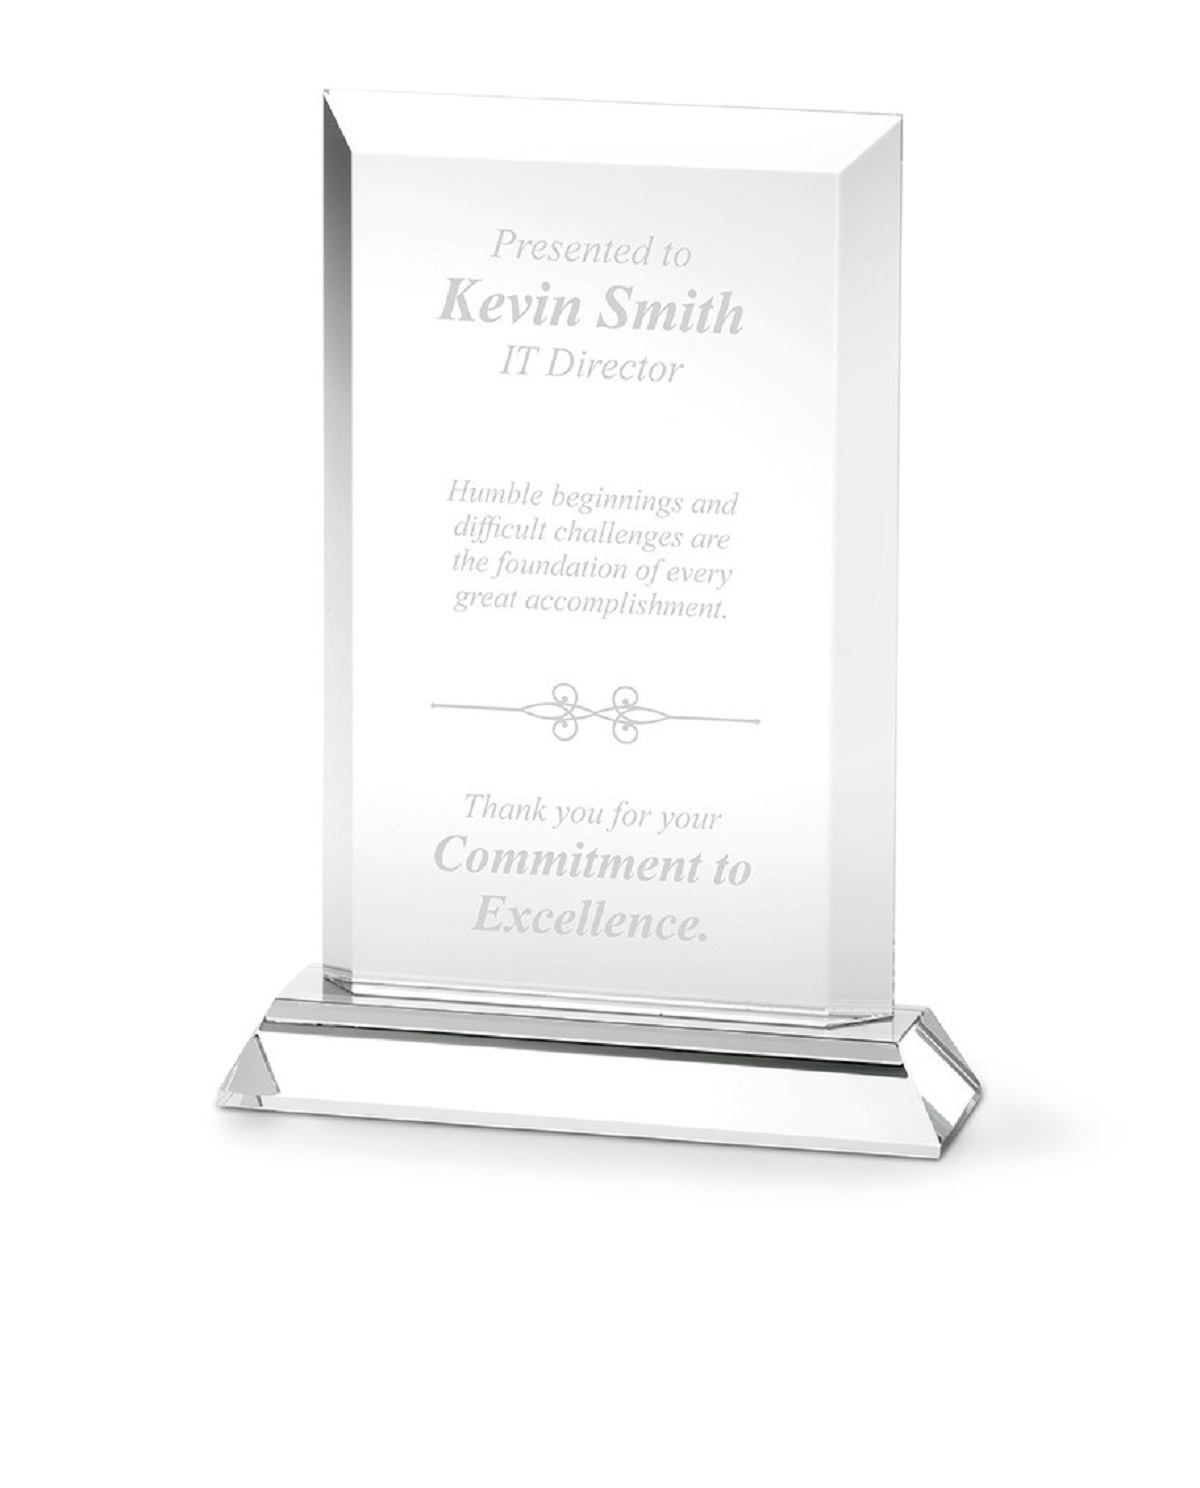 Presented to
Kevin Smith
IT Director
Humble beginnings and
difficult challenges are
the foundation of every
great accomplishment.
Thank you for your
Commitment to
Excellence.